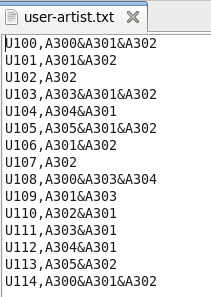 user-artist.txt
U100,A300&A301&A302
U101,A301&A302
U102,A302
U103,A303&A301&A302
U104,A304&A301
U105,A305&A301&A302
U106,A301&A302
U107,A302
U108,A300&A303&A304
U109,A301&A303
U110,A302&A301
U111,A303&A301
U112,A304&A301
U113,A305&A302
U114,A300&A301&A302